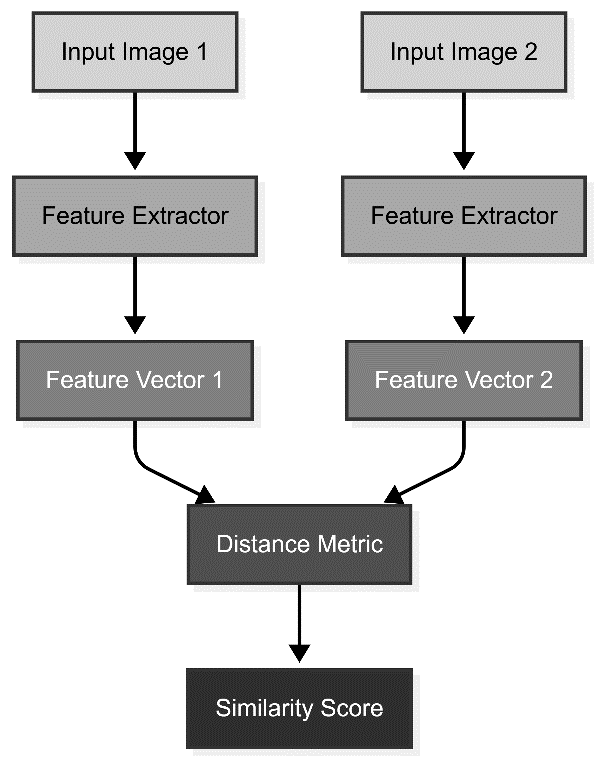 Input Image 1
Input Image 2
Feature Extractor
Feature Extractor
Feature Vector 1
Feature Vector 2
Distance Metric
Similarity Score